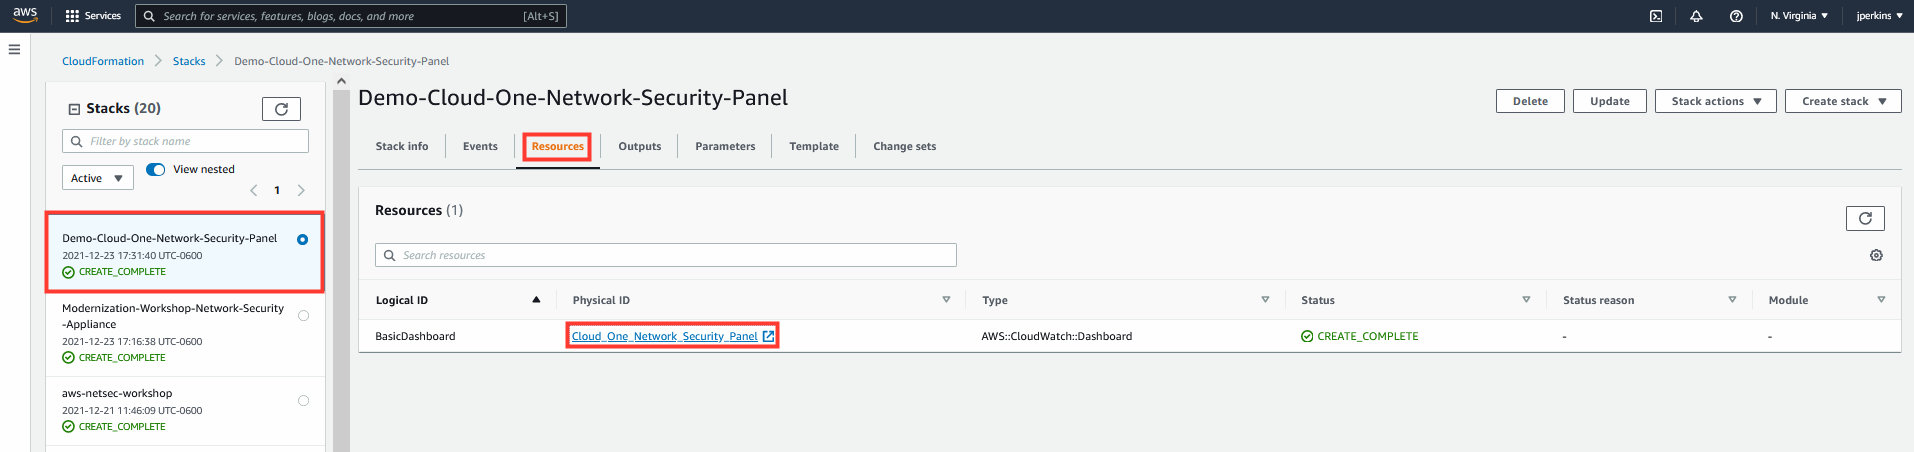 aws
Services
Search for services, features, blogs, docs, and more
[Alt+S]
N. Virginia ▼
jperkins ▼
CloudFormation > Stacks > Demo-Cloud-One-Network-Security-Panel
Stacks (20)
Filter by stack name
Active ▼
View nested
< 1 >
Demo-Cloud-One-Network-Security-Panel
2021-12-23 17:31:40 UTC-0600
CREATE_COMPLETE
Modernization-Workshop-Network-Security
-Appliance
2021-12-23 17:16:38 UTC-0600
CREATE_COMPLETE
aws-netsec-workshop
2021-12-21 11:46:09 UTC-0600
CREATE_COMPLETE
Demo-Cloud-One-Network-Security-Panel
Delete
Update
Stack actions ▼
Create stack ▼
Stack info
Events
Resources
Outputs
Parameters
Template
Change sets
Resources (1)
Search resources
Logical ID
Physical ID
Type
Status
Status reason
Module
BasicDashboard
Cloud_One_Network_Security_Panel
AWS::CloudWatch::Dashboard
CREATE_COMPLETE
-
-